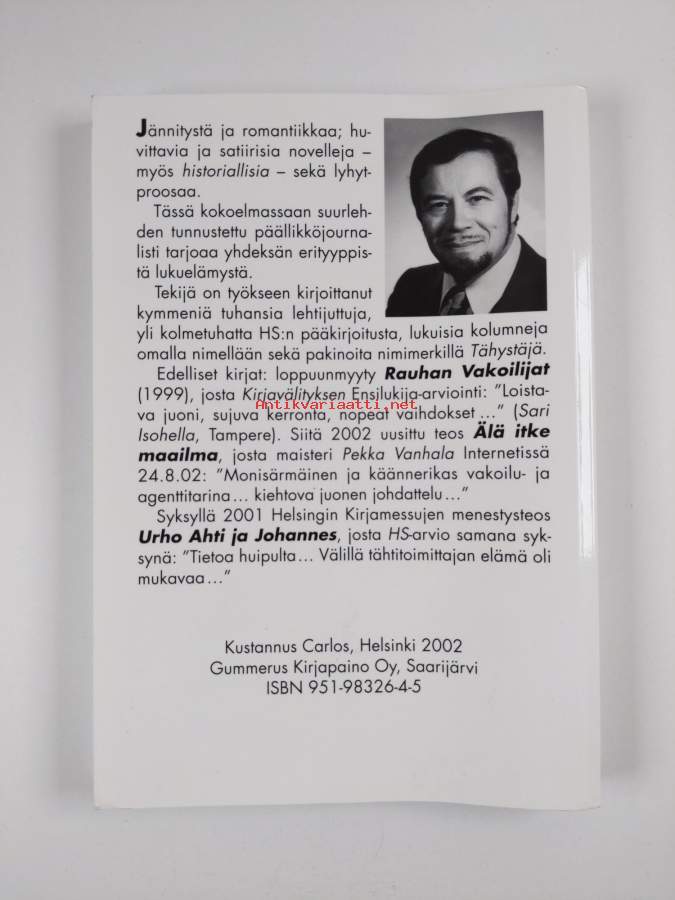 Jännitystä ja romantiikkaa; hu-
vittavia ja satiirisia novelleja –
myös historiallisia – sekä lyhyt-
proosaa.
Tässä kokoelmassaan suurleh-
den tunnustettu päällikköjourna-
listi tarjoaa yhdeksän erityyppis-
tä lukuelämystä.
Tekijä on työkseen kirjoittanut
kymmeniä tuhansia lehtijuttuja,
yli kolmetuhatta HS:n pääkirjoitusta, lukuisia kolumneja
omalla nimellään sekä pakinoita nimimerkillä Tähystäjä.
Edelliset kirjat: loppuunmyyty Rauhan Vakoilijat
(1999), josta Kirjavälityksen Ensilukija-arviointi: ”Loista-
va juoni, sujuva kerronta, nopeat vaihdokset ...” (Sari
Antikvariaatti.net
Isohella, Tampere). Siitä 2002 uusittu teos Älä itke
maailma, josta maisteri Pekka Vanhala Internetissä
24.8.02: ”Monisärmäinen ja käännerikas vakoilu- ja
agenttitarina... kiehtova juonen johdattelu...”
Syksyllä 2001 Helsingin Kirjamessujen menestysteos
Urho Ahti ja Johannes, josta HS-arvio samana syk-
synä: ”Tietoa huipulta... Välillä tähtitoimittajan elämä oli
mukavaa...”
Kustannus Carlos, Helsinki 2002
Gummerus Kirjapaino Oy, Saarijärvi
ISBN 951-98326-4-5